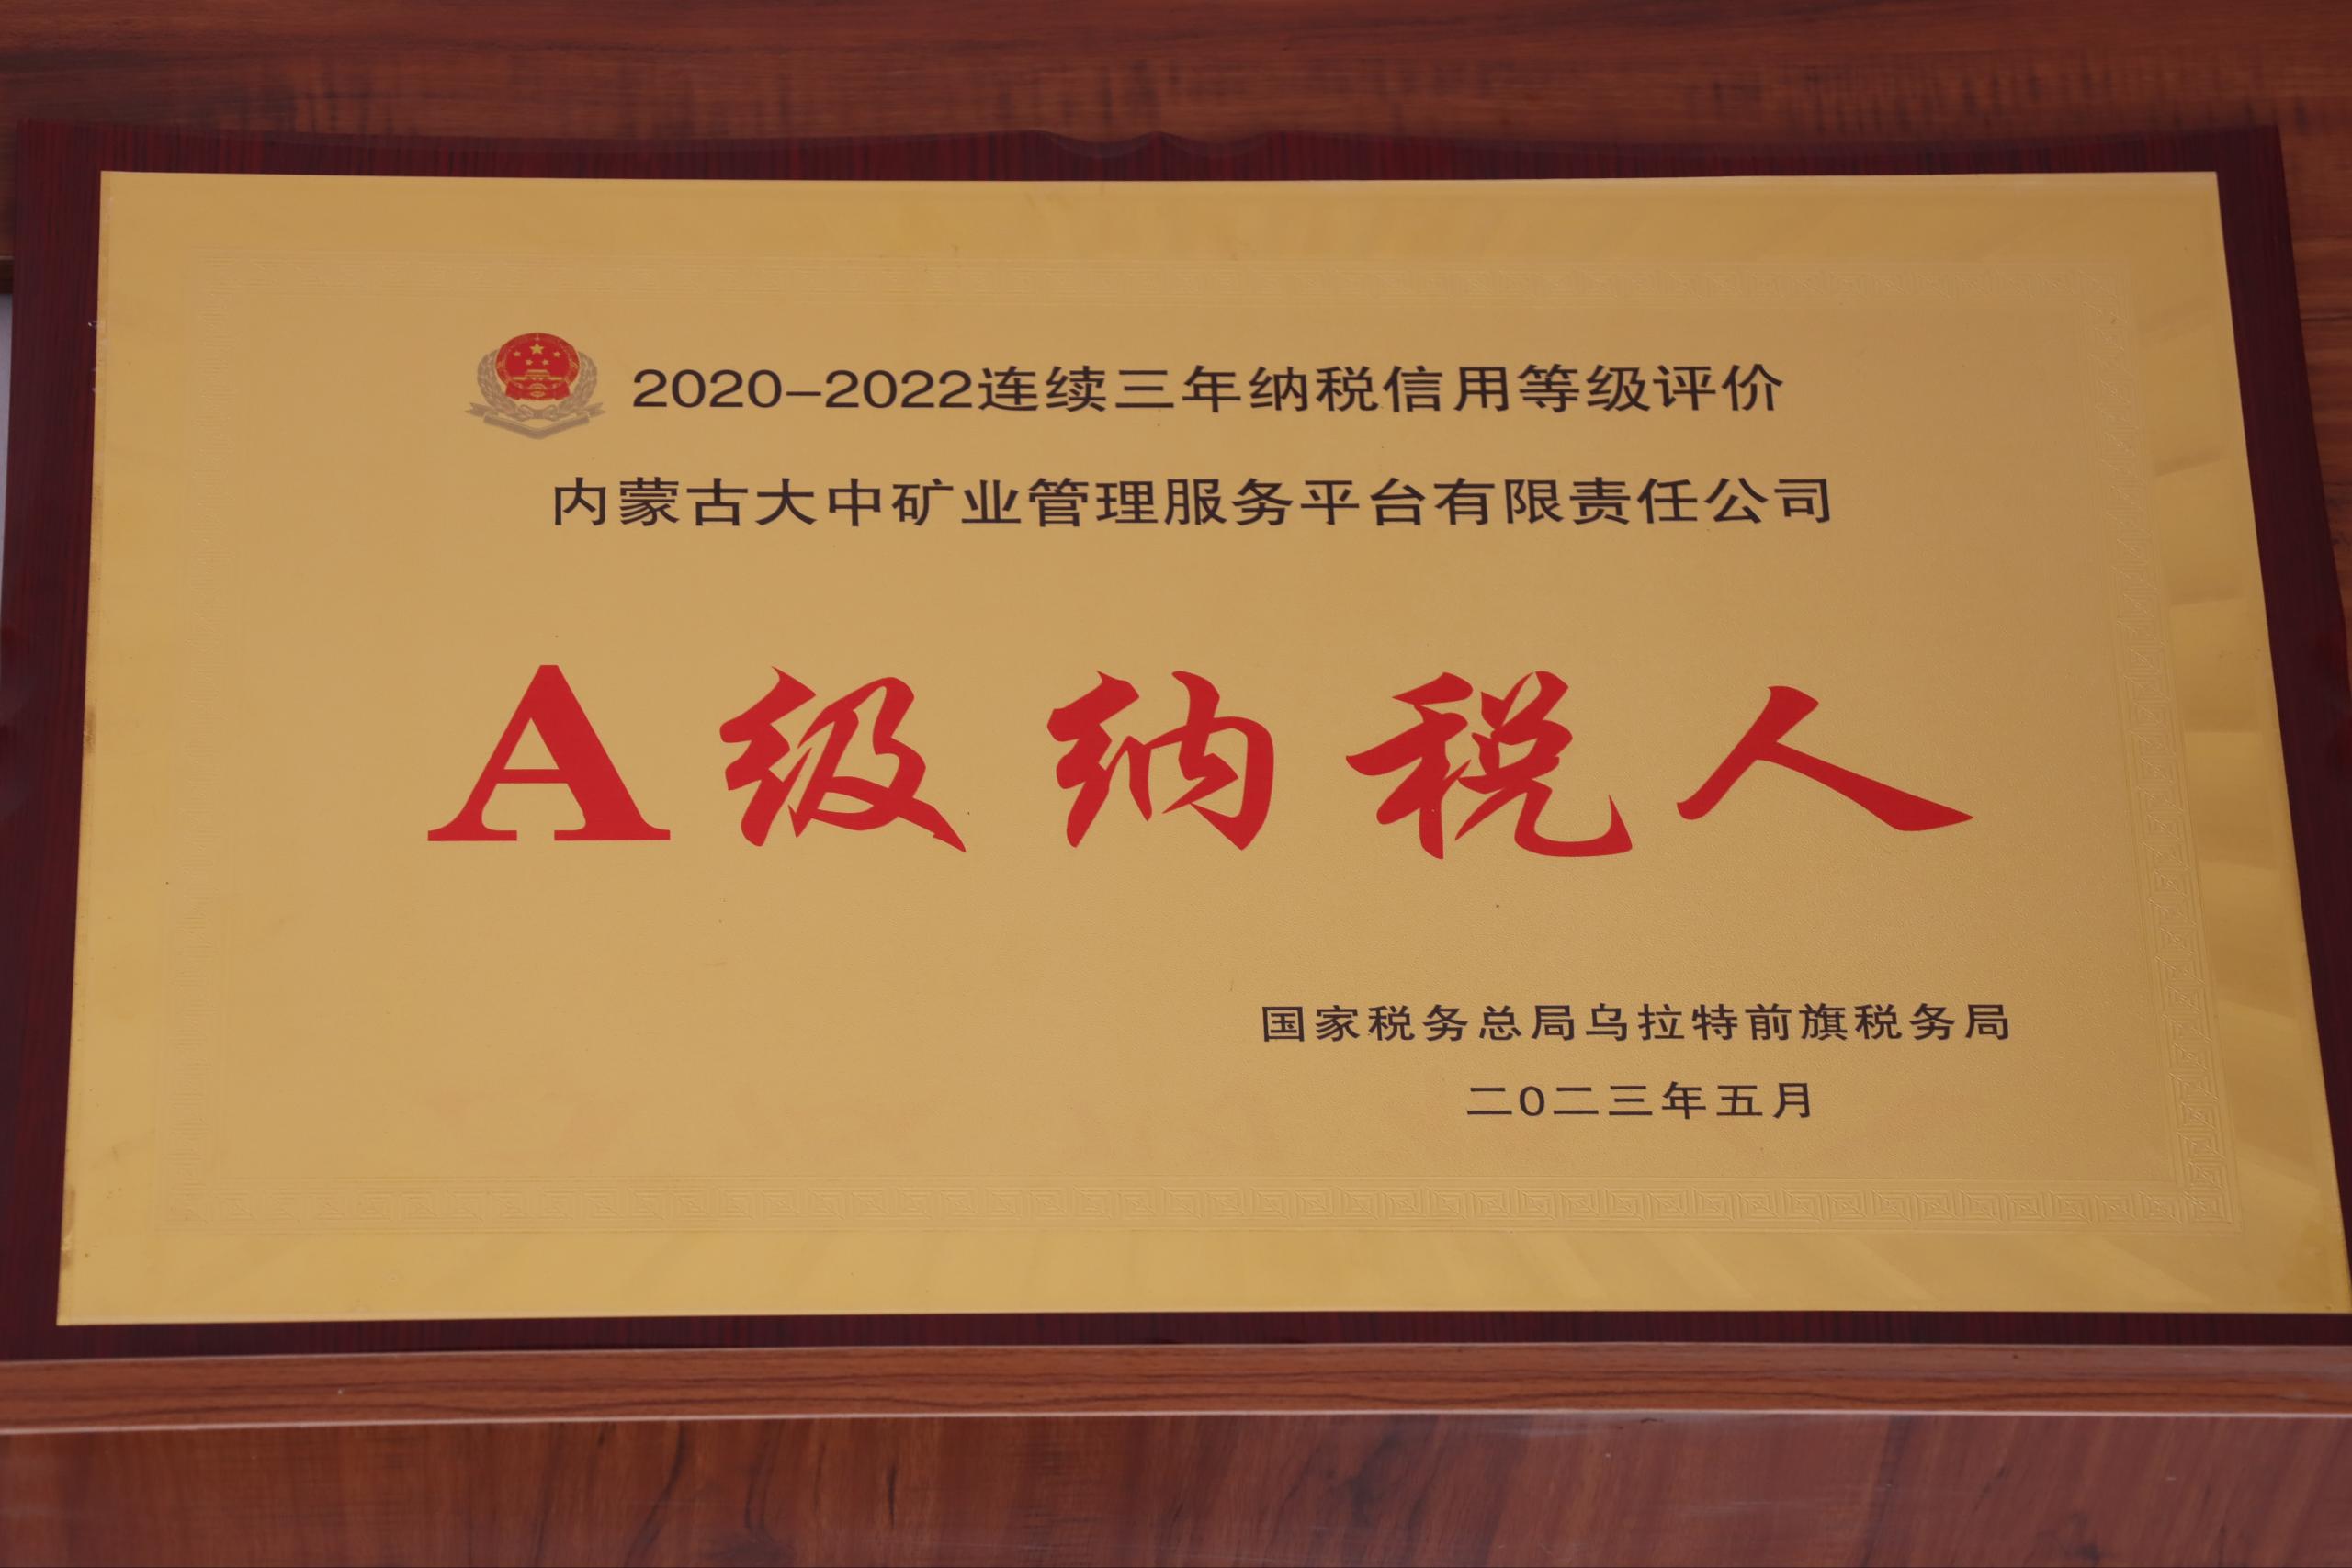 2020-2022连续三年纳税信用等级评价
内蒙古大中矿业管理服务平台有限责任公司
A级纳税人
国家税务总局乌拉特前旗税务局
二0二三年五月